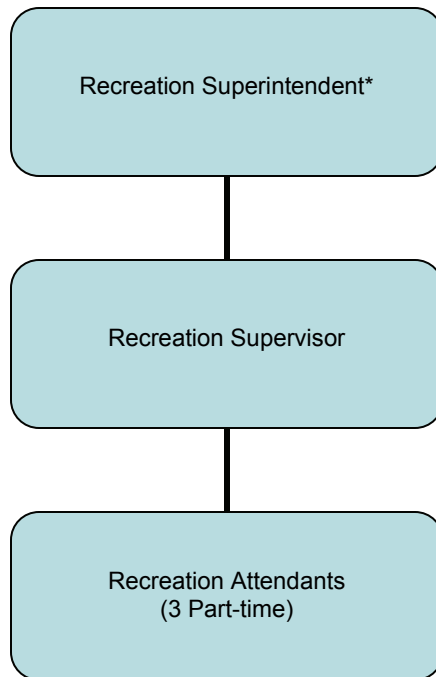 Recreation Superintendent*
Recreation Supervisor
Recreation Attendants
(3 Part-time)